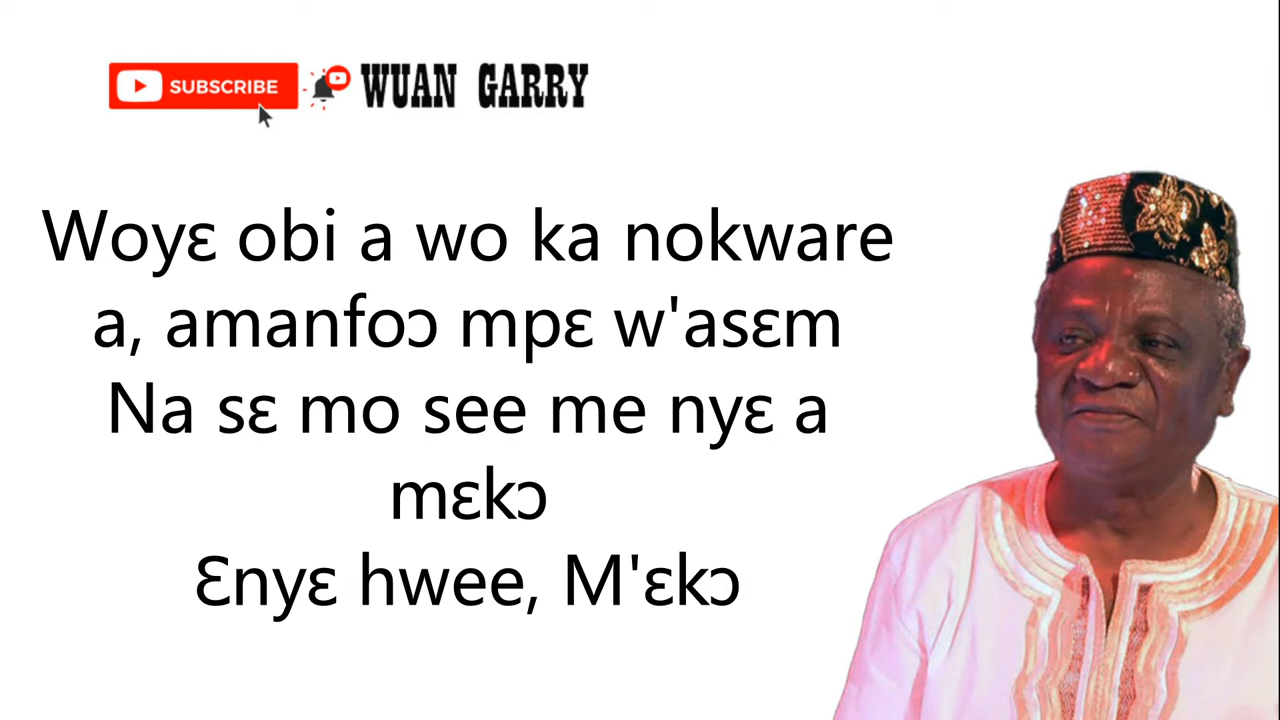 SUBSCRIBE WUAN GARRY
Woyɛ obi a wo ka nokware
a, amanfoɔ mpɛ w'asɛm
Na sɛ mo see me nyɛ a
mɛkɔ
Ɛnyɛ hwee, M'ɛkɔ